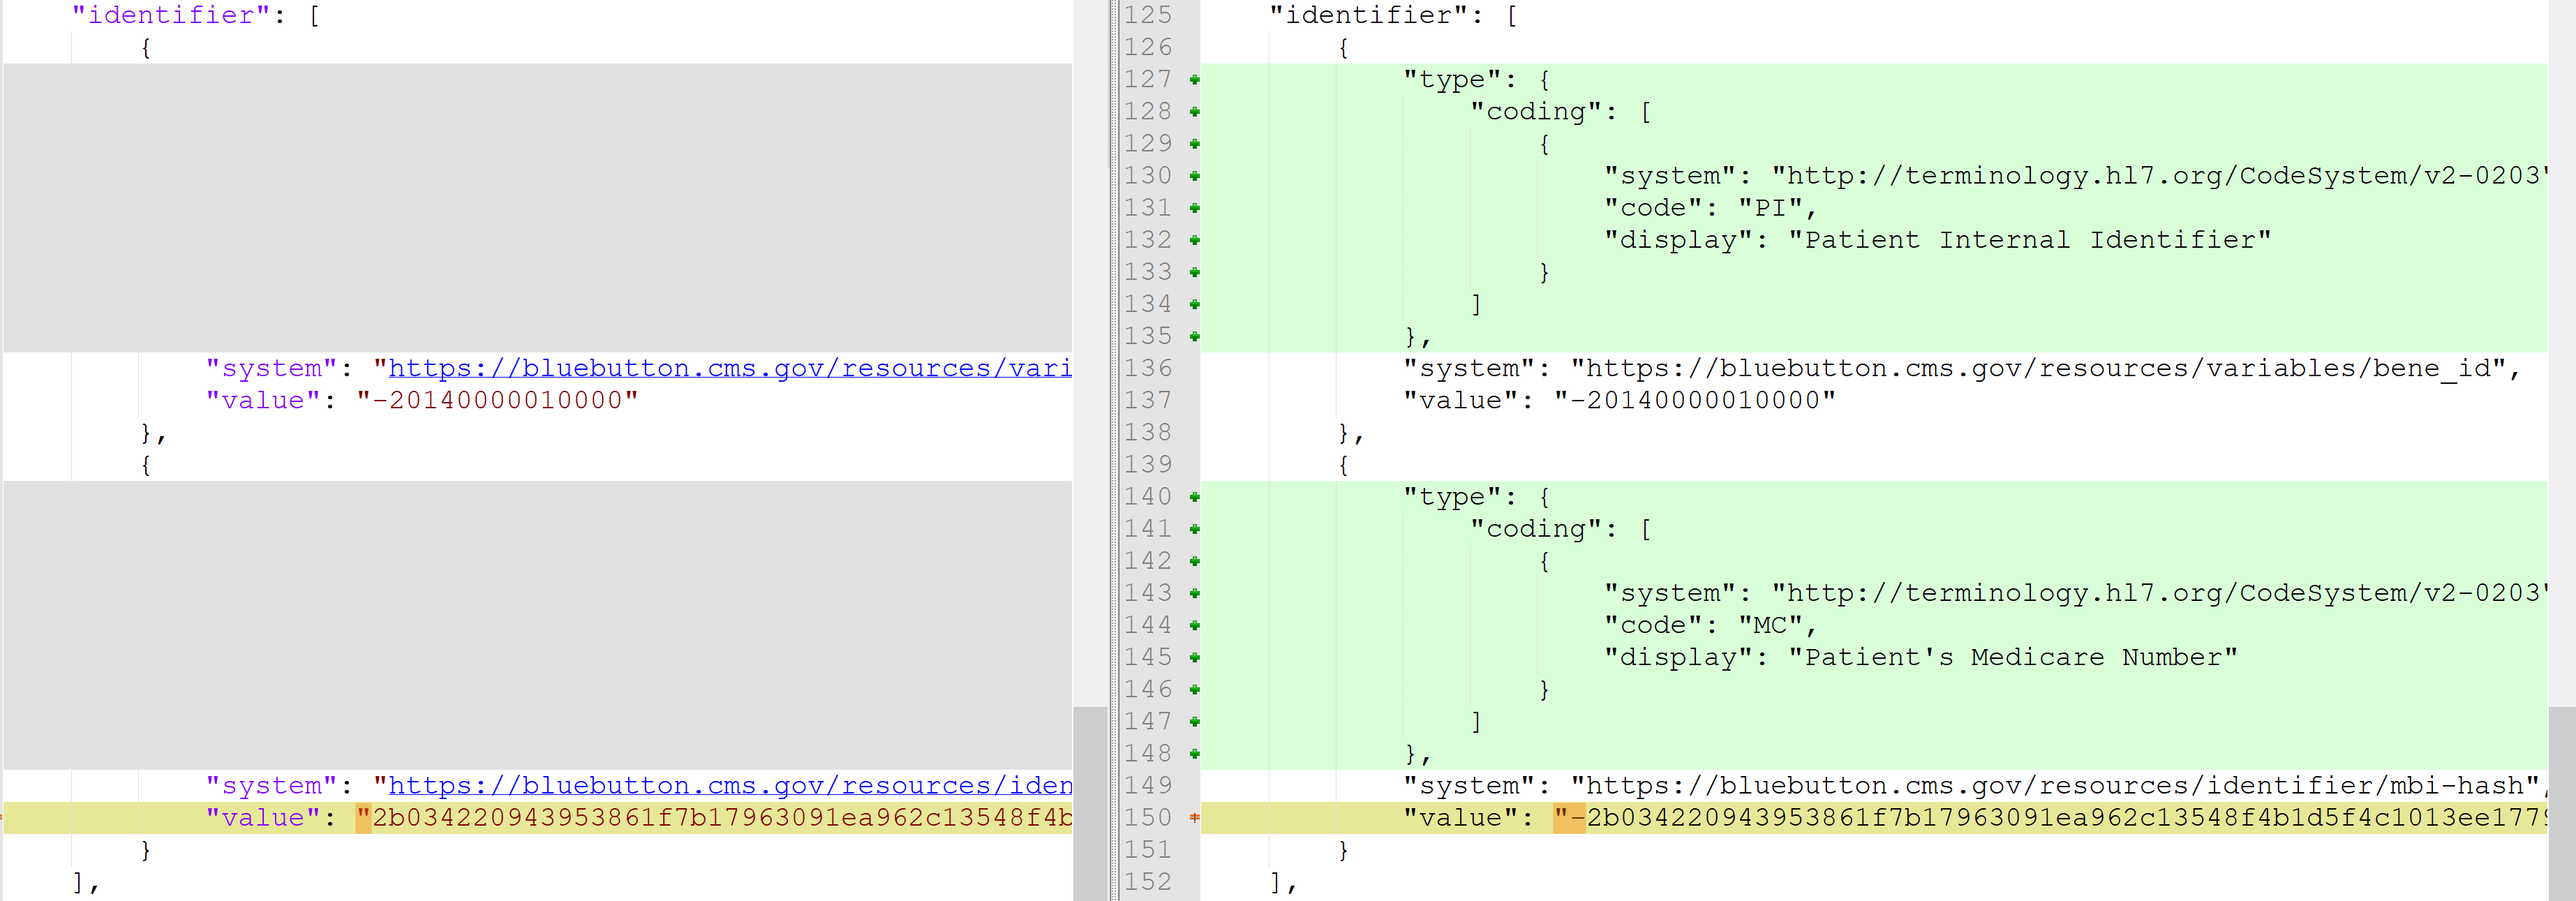 "identifier": [
{
"system": "https://bluebutton.cms.gov/resources/vari
"value": "-20140000010000"
},
{
"system": "https://bluebutton.cms.gov/resources/iden
"value": "2b034220943953861f7b17963091ea962c13548f4b
}
],
125 "identifier": [
126 {
127 "type": {
128 "coding": [
129 {
130 "system": "http://terminology.hl7.org/CodeSystem/v2-0203"
131 "code": "PI",
132 "display": "Patient Internal Identifier"
133 }
134 ]
135 },
136 "system": "https://bluebutton.cms.gov/resources/variables/bene_id",
137 "value": "-20140000010000"
138 },
139 {
140 "type": {
141 "coding": [
142 {
143 "system": "http://terminology.hl7.org/CodeSystem/v2-0203"
144 "code": "MC",
145 "display": "Patient's Medicare Number"
146 }
147 ]
148 },
149 "system": "https://bluebutton.cms.gov/resources/identifier/mbi-hash",
150 "value": "-2b034220943953861f7b17963091ea962c13548f4b1d5f4c1013ee1779
151 }
152 ],